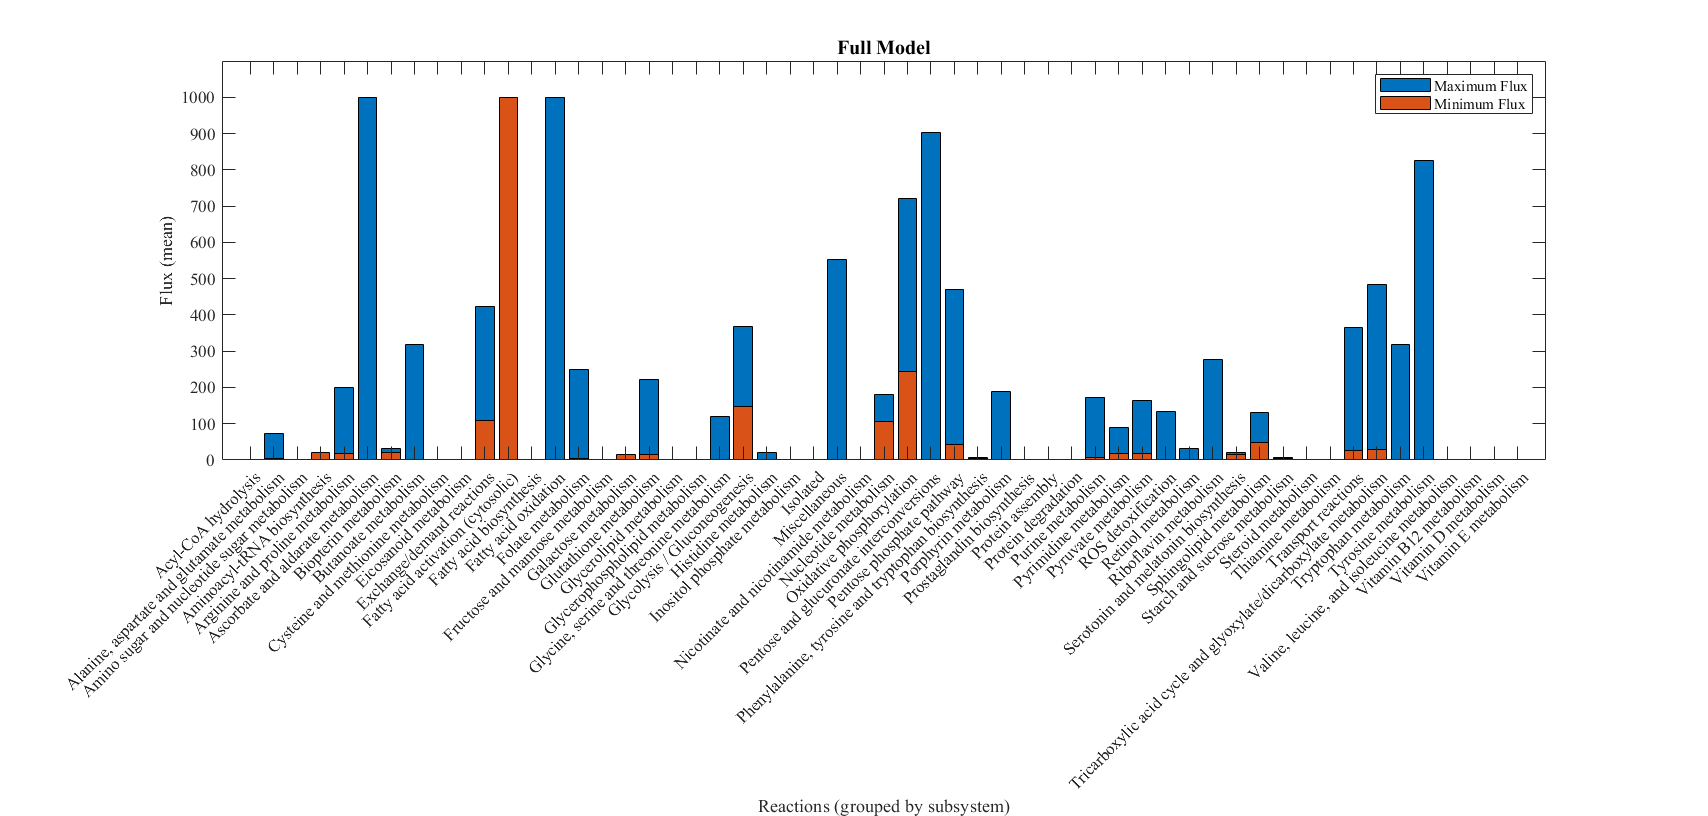 Full Model
Maximum Flux
Minimum Flux
Flux (mean)
1000
900
800
700
600
500
400
300
200
100
0
Acyl-CoA hydrolysis
Alanine, aspartate and glutamate metabolism
Amino sugar and nucleotide sugar metabolism
Aminoacyl-tRNA biosynthesis
Arginine and proline metabolism
Ascorbate and aldarate metabolism
Biopterin metabolism
Butanoate metabolism
Cysteine and methionine metabolism
Eicosanoid metabolism
Exchange/demand reactions
Fatty acid activation (cytosolic)
Fatty acid biosynthesis
Fatty acid oxidation
Folate metabolism
Fructose and mannose metabolism
Galactose metabolism
Glutathione metabolism
Glycerolipid metabolism
Glycerophospholipid metabolism
Glycine, serine and threonine metabolism
Glycolysis / Gluconeogenesis
Histidine metabolism
Inositol phosphate metabolism
Isolated
Miscellaneous
Nicotinate and nicotinamide metabolism
Nucleotide metabolism
Oxidative phosphorylation
Pentose and glucuronate interconversions
Pentose phosphate pathway
Phenylalanine, tyrosine and tryptophan biosynthesis
Porphyrin metabolism
Prostaglandin biosynthesis
Protein assembly
Protein degradation
Purine metabolism
Pyrimidine metabolism
Pyruvate metabolism
ROS detoxification
Retinol metabolism
Riboflavin metabolism
Serotonin and melatonin biosynthesis
Sphingolipid metabolism
Starch and sucrose metabolism
Steroid metabolism
Thiamine metabolism
Transport reactions
Tricarboxylic acid cycle and glyoxylate/dicarboxylate metabolism
Tryptophan metabolism
Tyrosine metabolism
Valine, leucine, and isoleucine metabolism
Vitamin B12 metabolism
Vitamin D metabolism
Vitamin E metabolism
Reactions (grouped by subsystem)